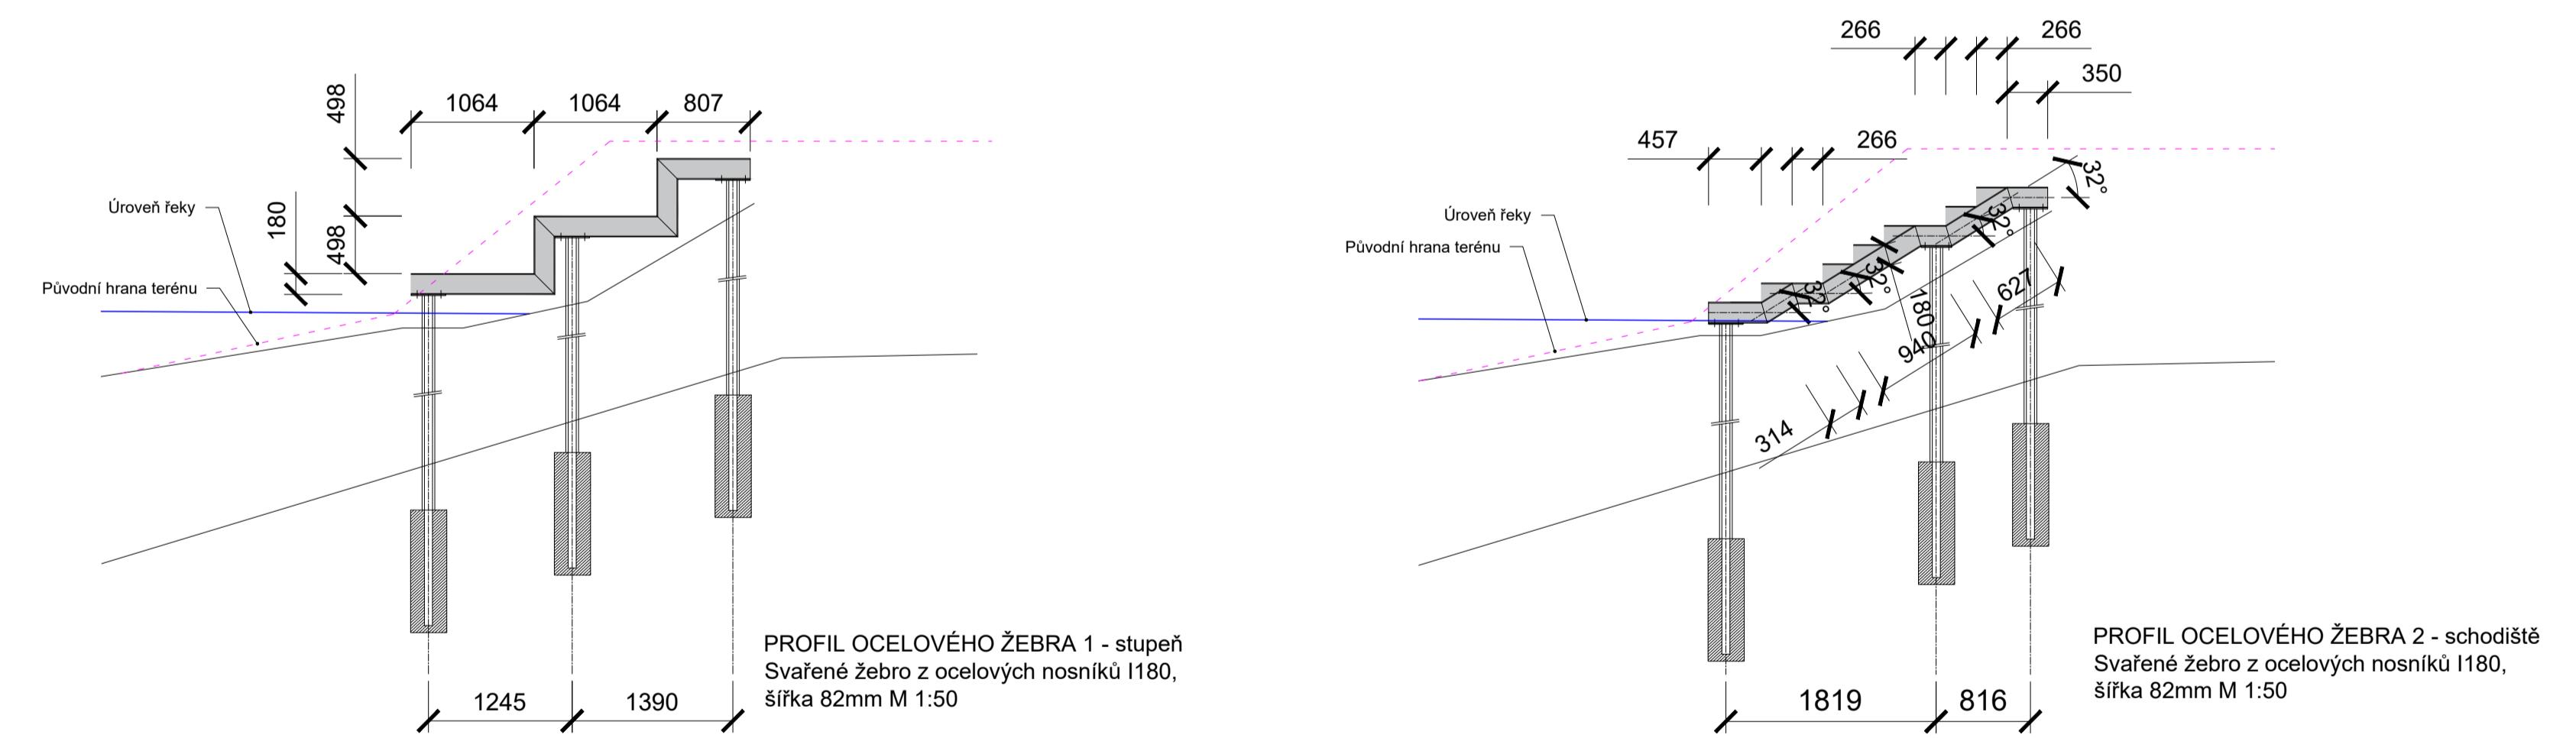 498
1064
1064
807
180
498
Úroveň řeky
Původní hrana terénu
1245
1390
PROFIL OCELOVÉHO ŽEBRA 1 - stupeň
Svařené žebro z ocelových nosníků I180,
šířka 82mm M 1:50
266
266
350
457
266
32°
Úroveň řeky
Původní hrana terénu
32°
32°
32°
180
627
940
314
1819
816
PROFIL OCELOVÉHO ŽEBRA 2 - schodiště
Svařené žebro z ocelových nosníků I180,
šířka 82mm M 1:50